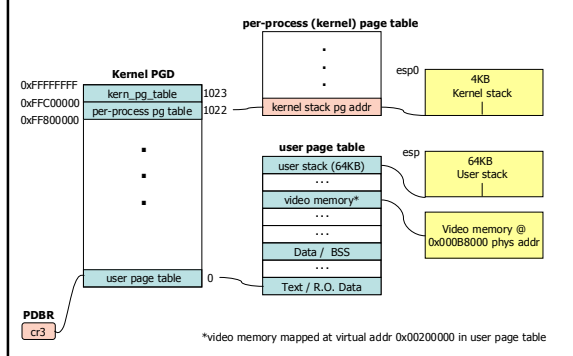 per-process (kernel) page table
.
.
.
kernel stack pg addr
esp0
4KB
Kernel stack
Kernel PGD
0xFFFFFFFF
kern_pg_table
1023
0xFFC00000
per-process pg table
1022
0xFF800000
.
.
.
user page table
0
user page table
user stack (64KB)
...
video memory*
...
...
Data / BSS
...
Text / R.O. Data
esp
64KB
User stack
Video memory @
0x000B8000 phys addr
PDBR
cr3
*video memory mapped at virtual addr 0x00200000 in user page table